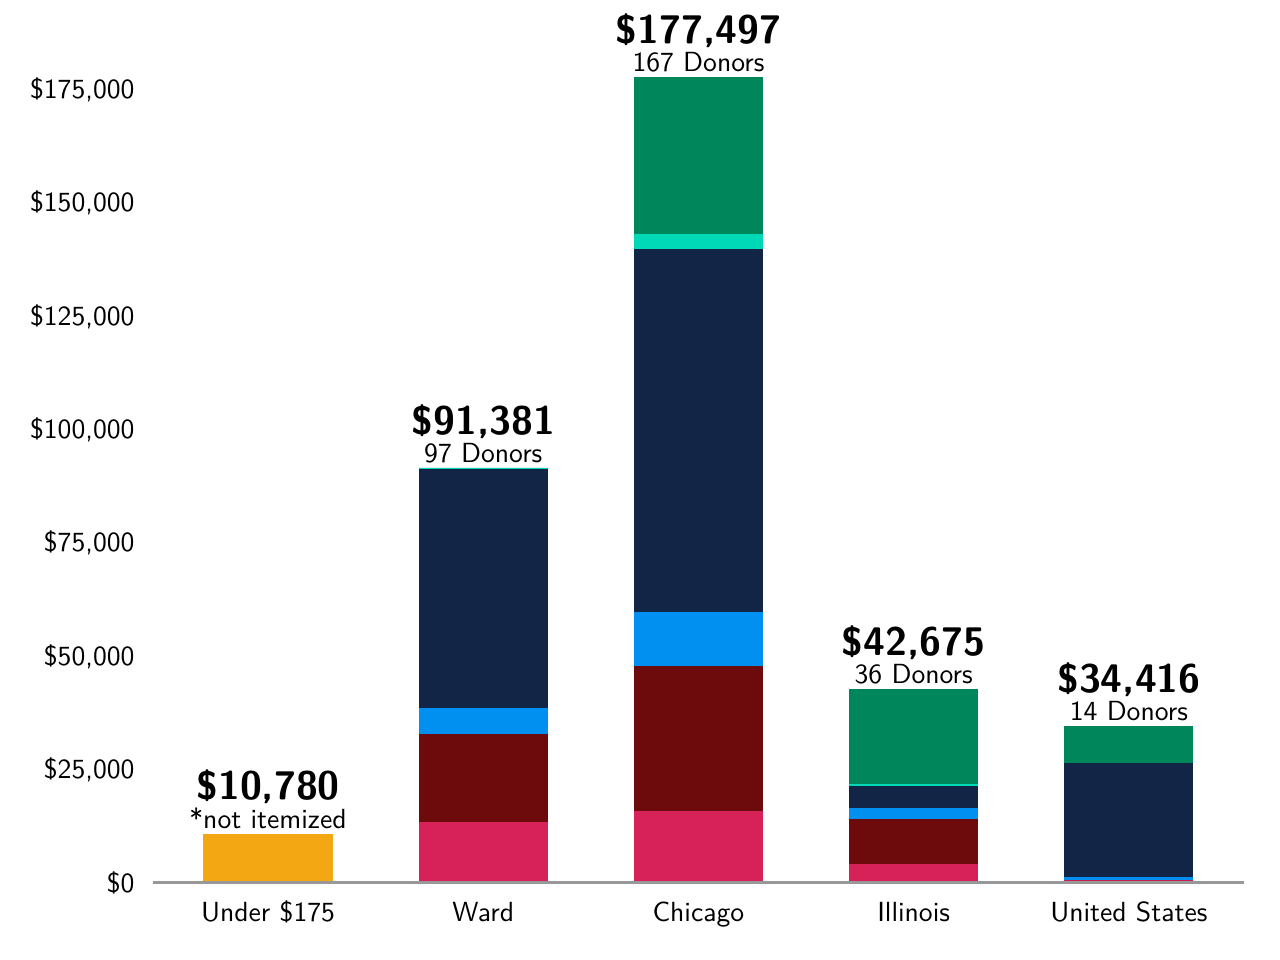 $177,497
167 Donors
$175,000
$150,000
$125,000
$100,000
$91,381
97 Donors
$75,000
$50,000
$42,675
36 Donors
$34,416
14 Donors
$25,000
$10,780
*not itemized
$0
Under $175
Ward
Chicago
Illinois
United States